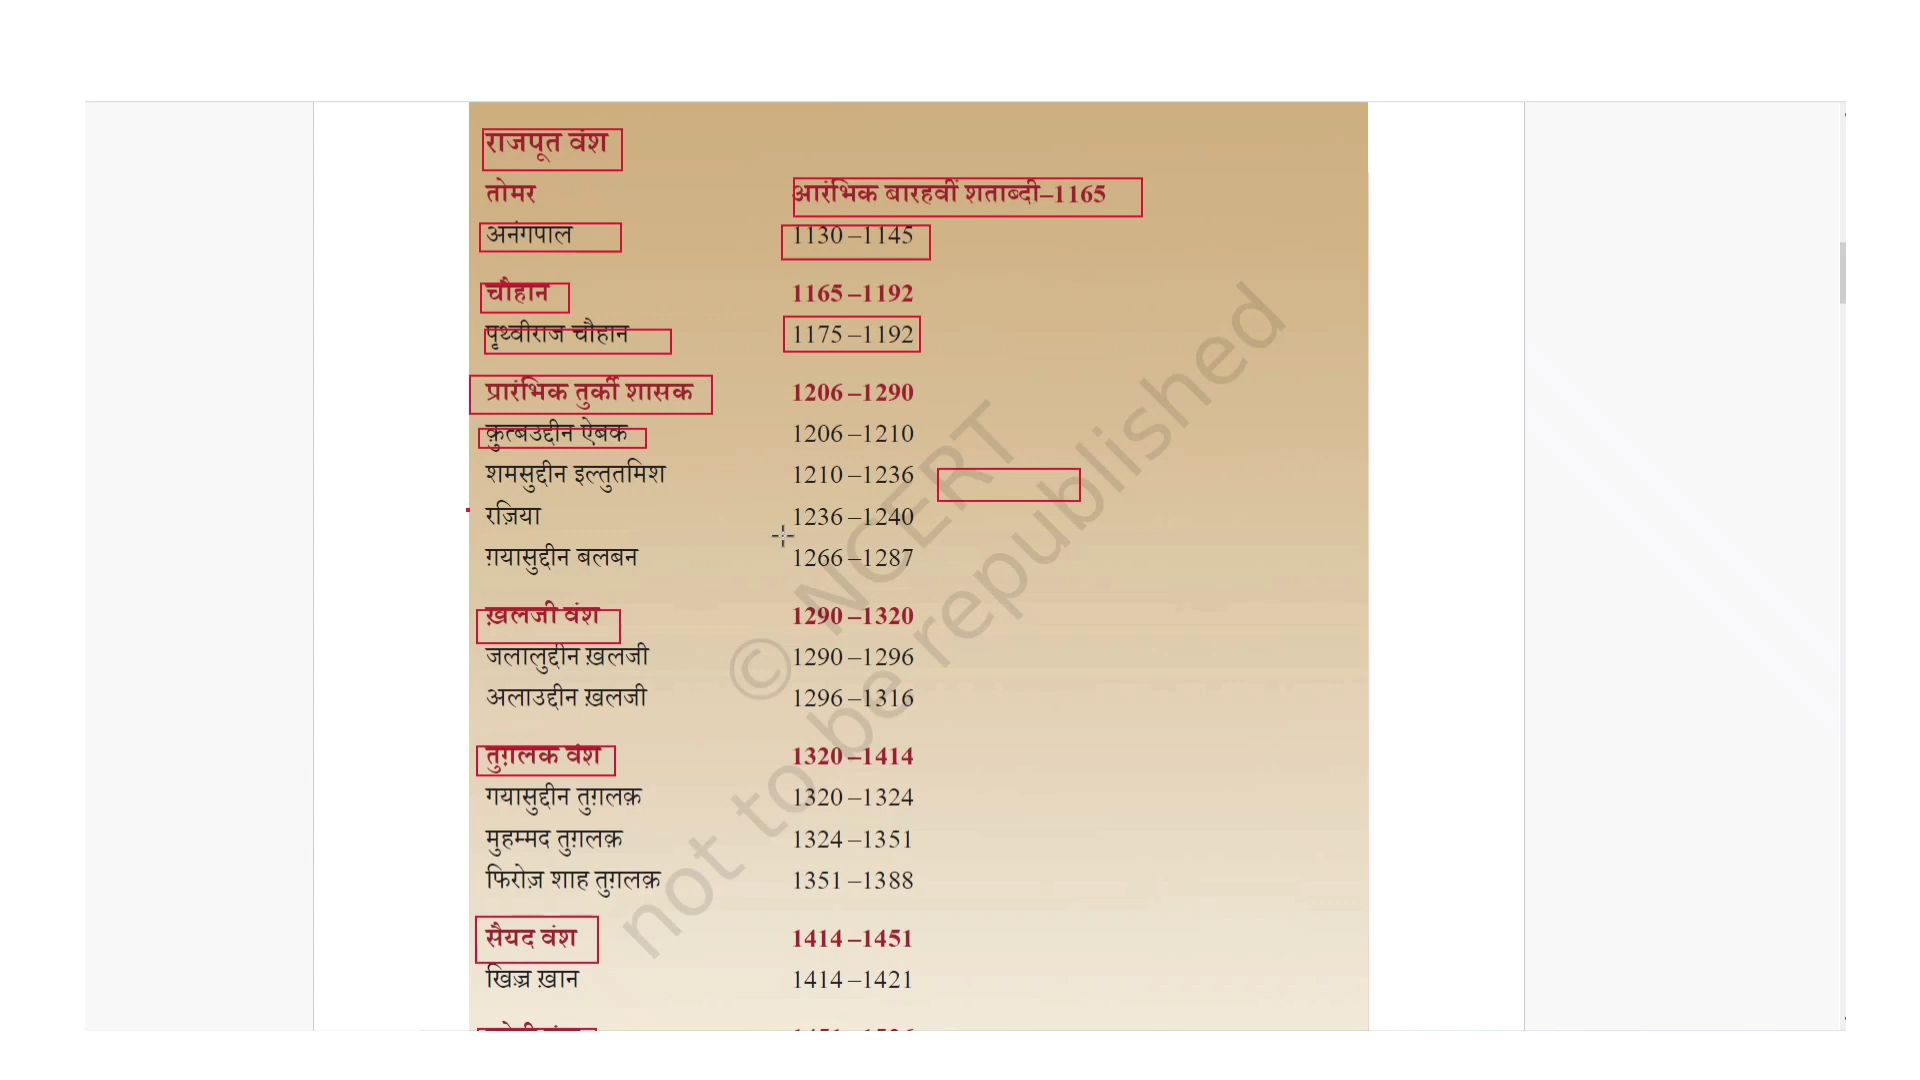 राजपूत वंश
तोमर आरंभिक बारहवीं शताब्दी–1165
अनंगपाल 1130 –1145
चौहान 1165 –1192
पृथ्वीराज चौहान 1175 –1192
प्रारंभिक तुर्की शासक 1206 –1290
क़ुत्बउद्दीन ऐबक 1206 –1210
शमसुद्दीन इल्तुतमिश 1210 –1236
रज़िया 1236 –1240
ग़यासुद्दीन बलबन 1266 –1287
ख़लजी वंश 1290 –1320
जलालुद्दीन ख़लजी 1290 –1296
अलाउद्दीन ख़लजी 1296 –1316
तुग़लक वंश 1320 –1414
गयासुद्दीन तुग़लक़ 1320 –1324
मुहम्मद तुग़लक़ 1324 –1351
फिरोज़ शाह तुग़लक़ 1351 –1388
सैयद वंश 1414 –1451
खिज़्र ख़ान 1414 –1421
© NCERT
not to be republished